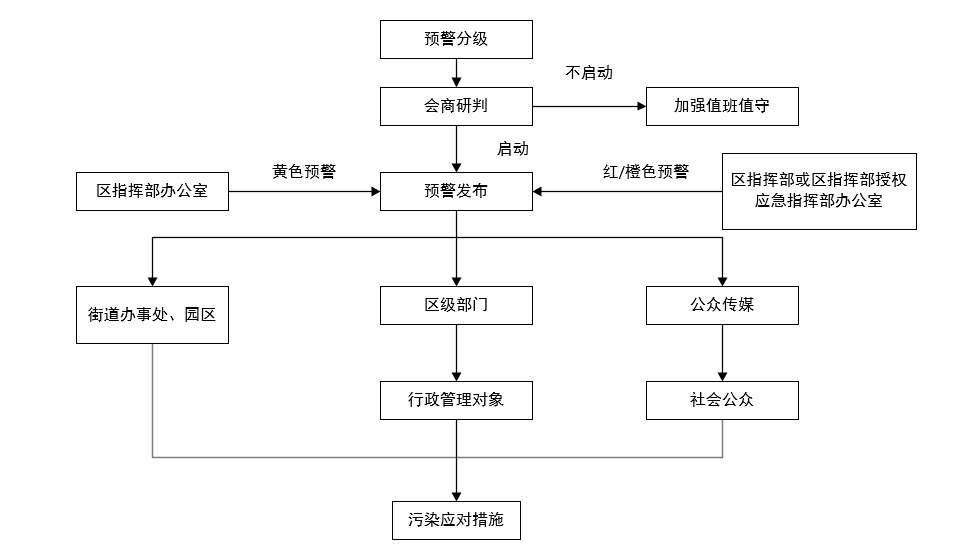 预警分级
不启动
会商研判
加强值班值守
启动
区指挥部办公室
黄色预警
预警发布
红/橙色预警
区指挥部或区指挥部授权
应急指挥部办公室
街道办事处、园区
区级部门
公众传媒
行政管理对象
社会公众
污染应对措施